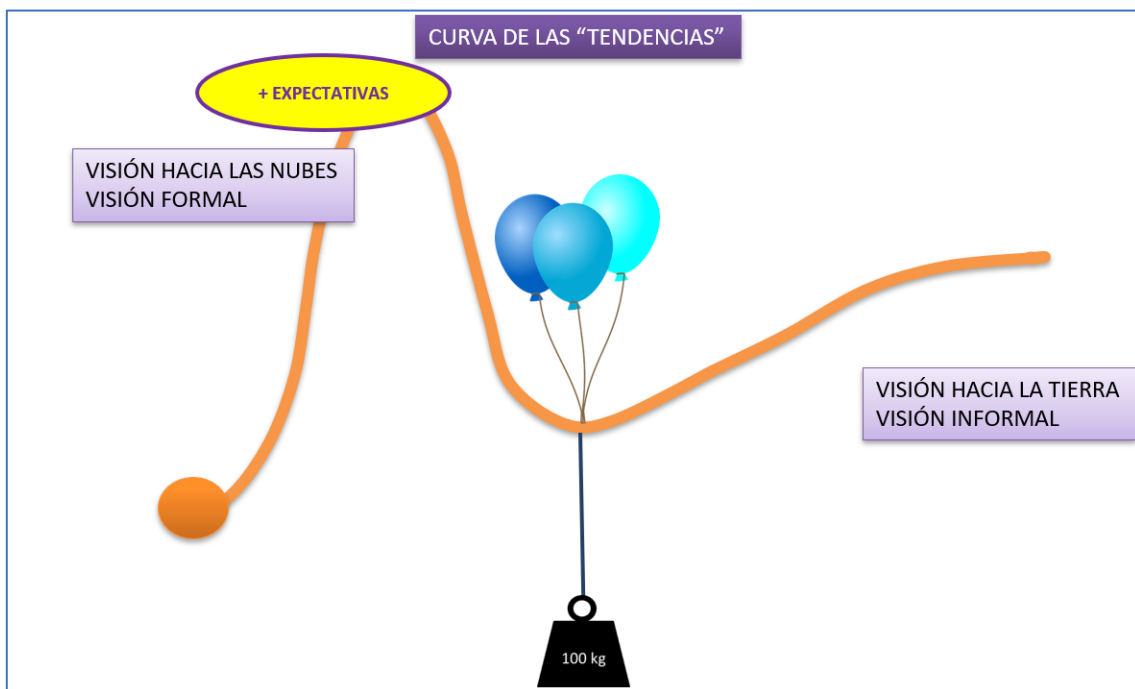 CURVA DE LAS “TENDENCIAS”
+ EXPECTATIVAS
VISIÓN HACIA LAS NUBES
VISIÓN FORMAL
VISIÓN HACIA LA TIERRA
VISIÓN INFORMAL
100 kg